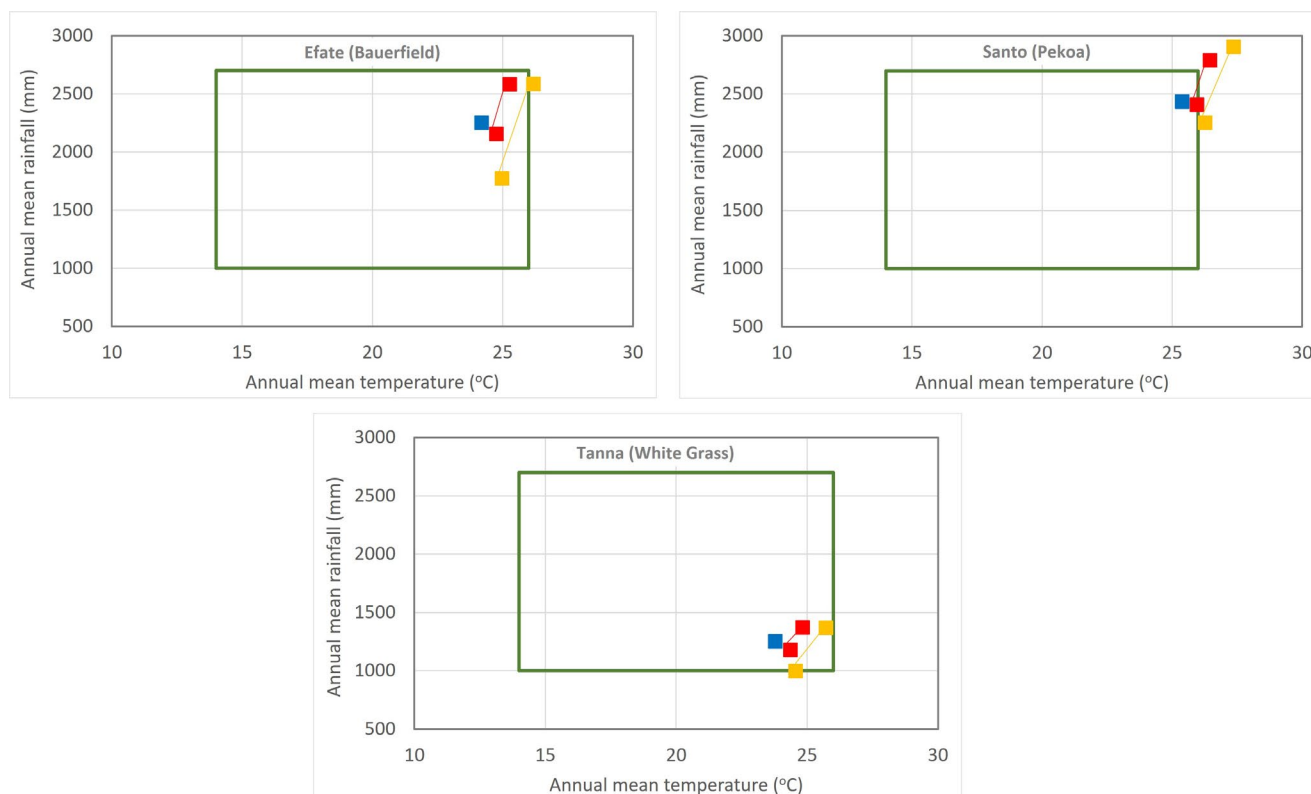 Efate (Bauerfield)
Annual mean rainfall (mm)
3000
2500
2000
1500
1000
500
10 15 20 25 30
Annual mean temperature (°C)
Santo (Pekoa)
Annual mean rainfall (mm)
3000
2500
2000
1500
1000
500
10 15 20 25 30
Annual mean temperature (°C)
Tanna (White Grass)
Annual mean rainfall (mm)
3000
2500
2000
1500
1000
500
10 15 20 25 30
Annual mean temperature (°C)